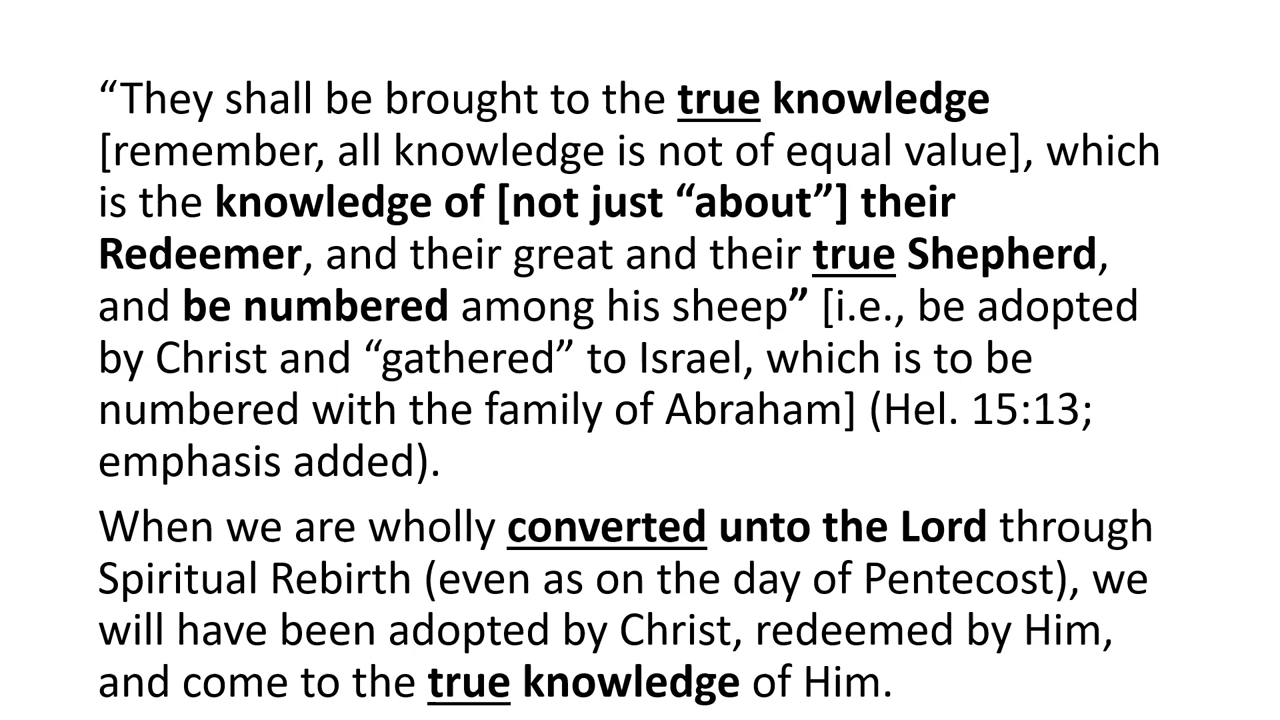 “They shall be brought to the true knowledge
[remember, all knowledge is not of equal value], which
is the knowledge of [not just “about”] their
Redeemer, and their great and their true Shepherd,
and be numbered among his sheep” [i.e., be adopted
by Christ and “gathered” to Israel, which is to be
numbered with the family of Abraham] (Hel. 15:13;
emphasis added).
When we are wholly converted unto the Lord through
Spiritual Rebirth (even as on the day of Pentecost), we
will have been adopted by Christ, redeemed by Him,
and come to the true knowledge of Him.